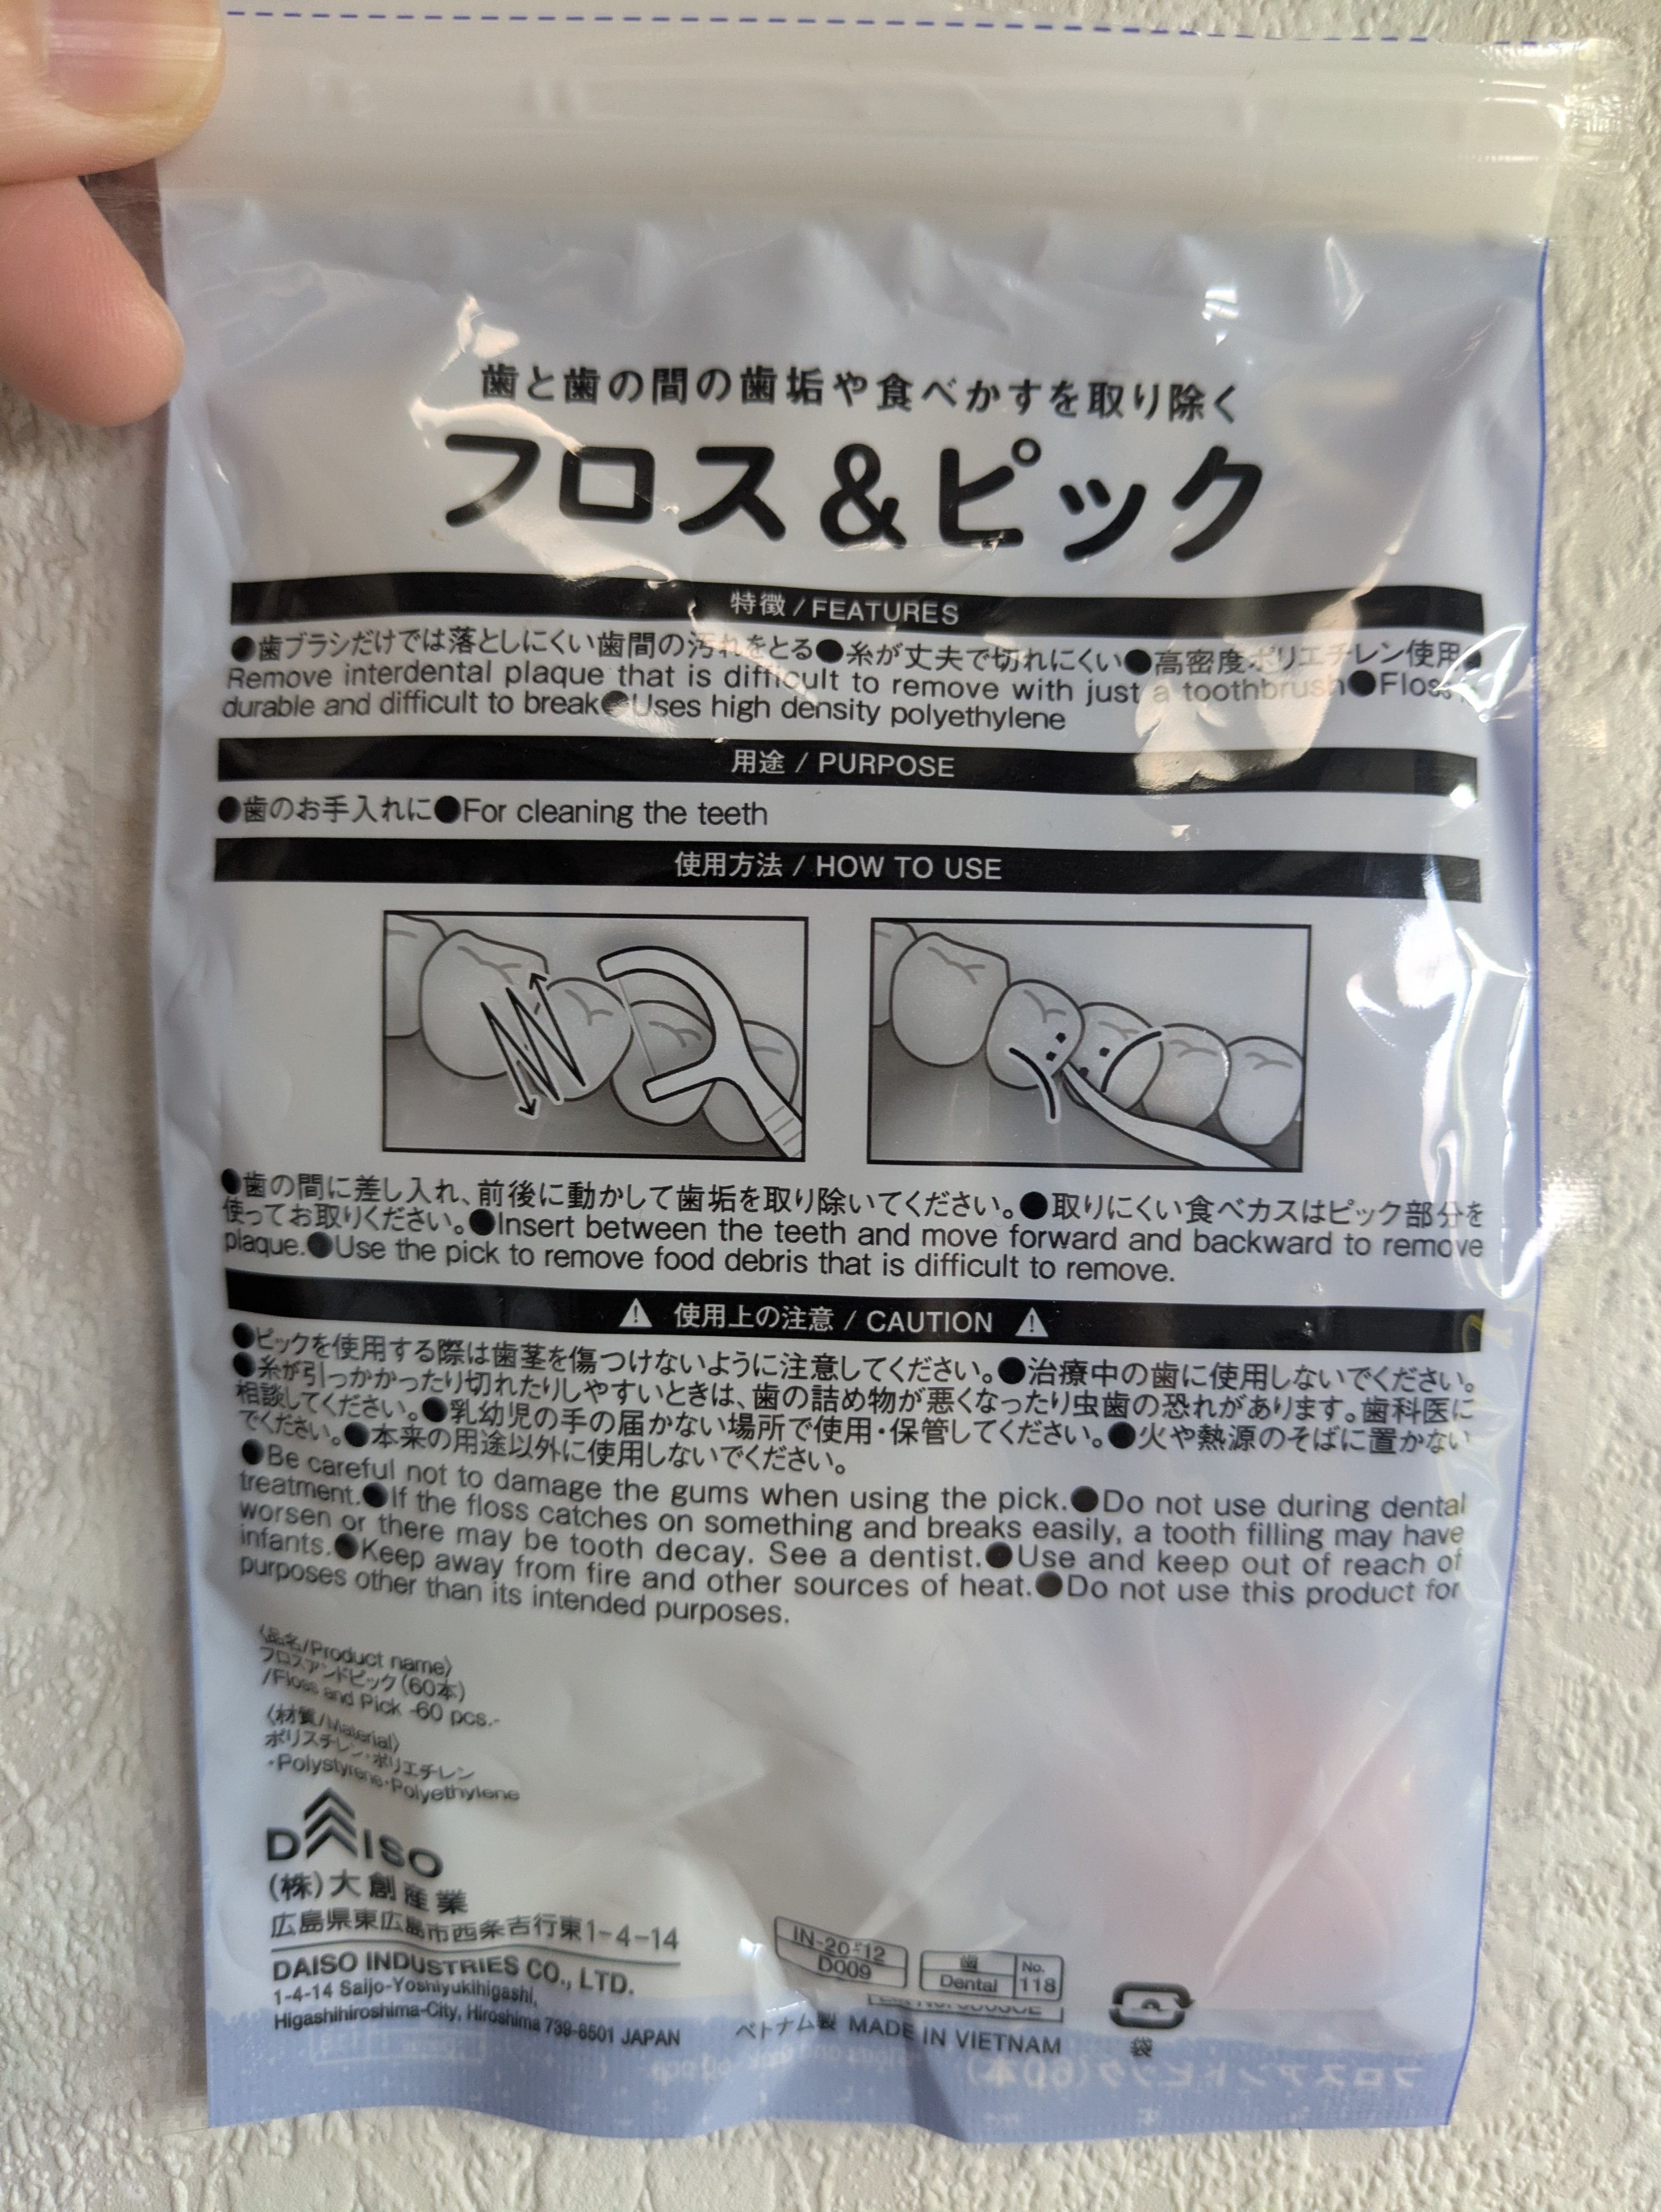 歯と歯の間の歯垢や食べかすを取り除く
フロス&ピック
特徴 / FEATURES
●歯ブラシだけでは落としにくい歯間の汚れをとる●糸が丈夫で切れにくい●高密度ポリエチレン使用●
Remove interdental plaque that is difficult to remove with just a toothbrush●Floss is
durable and difficult to break●Uses high density polyethylene
用途 / PURPOSE
●歯のお手入れに●For cleaning the teeth
使用方法 / HOW TO USE
●歯の間に差し入れ、前後に動かして歯垢を取り除いてください。●取りにくい食べカスはピック部分を
使ってお取りください。●Insert between the teeth and move forward and backward to remove
plaque.●Use the pick to remove food debris that is difficult to remove.
⚠ 使用上の注意 / CAUTION ⚠
●ピックを使用する際は歯茎を傷つけないように注意してください。●治療中の歯に使用しないでください。
●糸が引っかかったり切れたりしやすいときは、歯の詰め物が悪くなったり虫歯の恐れがあります。歯科医に
相談してください。●乳幼児の手の届かない場所で使用・保管してください。●火や熱源のそばに置かない
でください。●本来の用途以外に使用しないでください。
●Be careful not to damage the gums when using the pick.●Do not use during dental
treatment.●If the floss catches on something and breaks easily, a tooth filling may have
worsen or there may be tooth decay. See a dentist.●Use and keep out of reach of
infants.●Keep away from fire and other sources of heat.●Do not use this product for
purposes other than its intended purposes.
〈品名/Product name〉
フロスアンドピック(60本)
/Floss and Pick -60 pcs.-
〈材質/Material〉
ポリスチレン・ポリエチレン
・Polystyrene・Polyethylene
DAISO
(株)大創産業
広島県東広島市西条吉行東1-4-14
DAISO INDUSTRIES CO., LTD.
1-4-14 Saijo-Yoshiyukihigashi,
Higashihiroshima-City, Hiroshima 739-8501 JAPAN
IN-20-12
D009
歯 Dental No. 118
ベトナム製 MADE IN VIETNAM
袋
フロスアンドピック(60本)